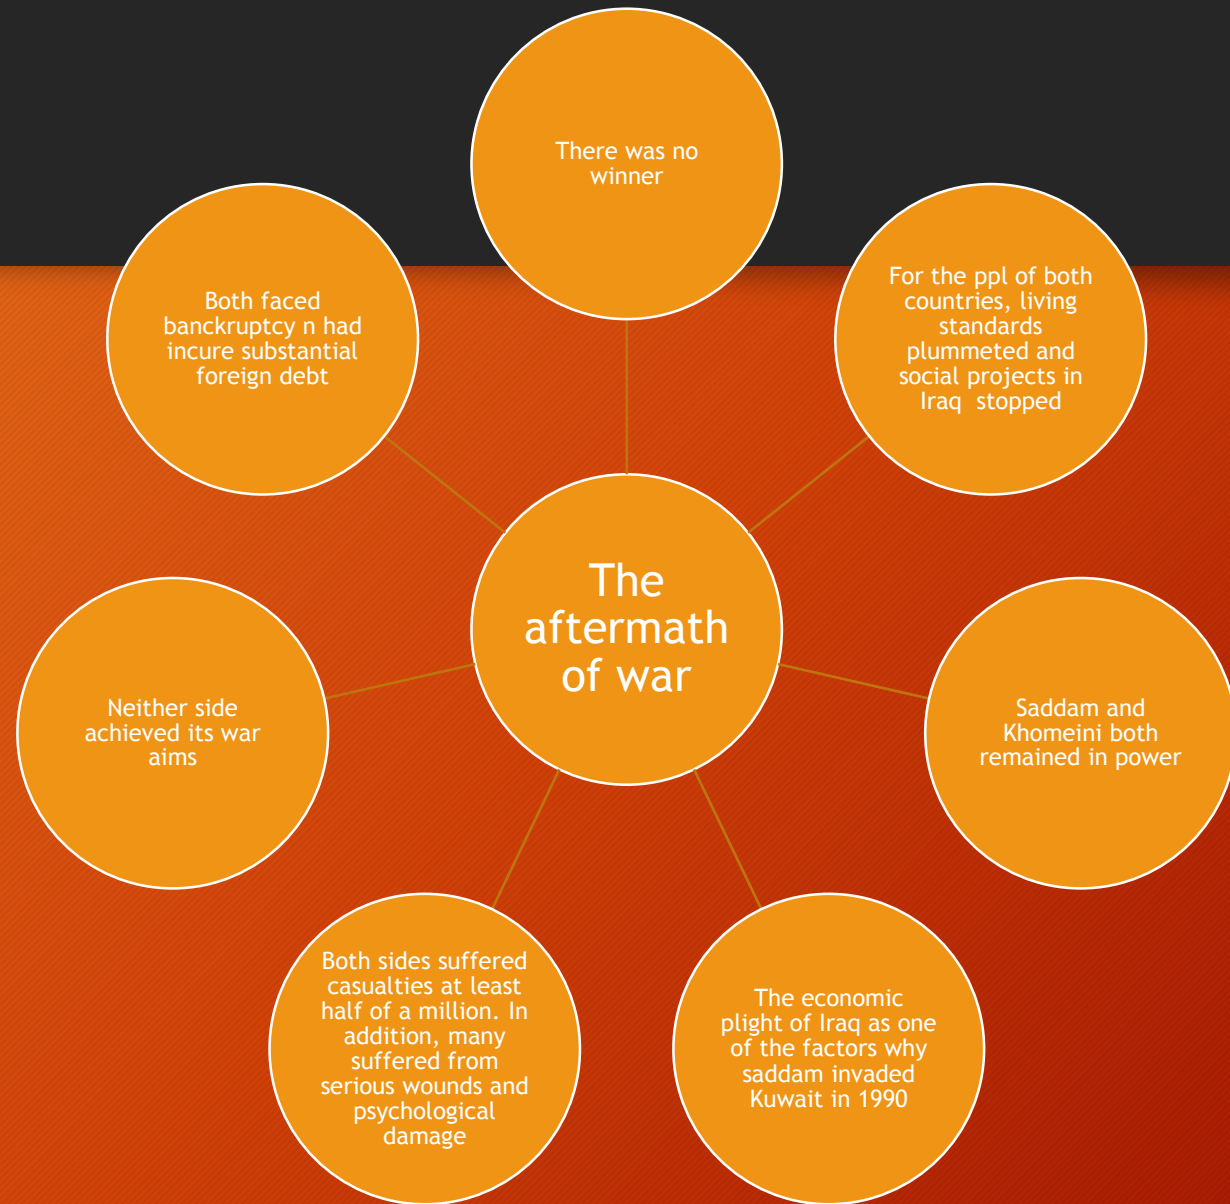 There was no
winner
For the ppl of both
countries, living
standards
plummeted and
social projects in
Iraq  stopped
Saddam and
Khomeini both
remained in power
The economic
plight of Iraq as one
of the factors why
saddam invaded
Kuwait in 1990
Both sides suffered
casualties at least
half of a million. In
addition, many
suffered from
serious wounds and
psychological
damage
Neither side
achieved its war
aims
Both faced
banckruptcy n had
incure substantial
foreign debt
The
aftermath
of war